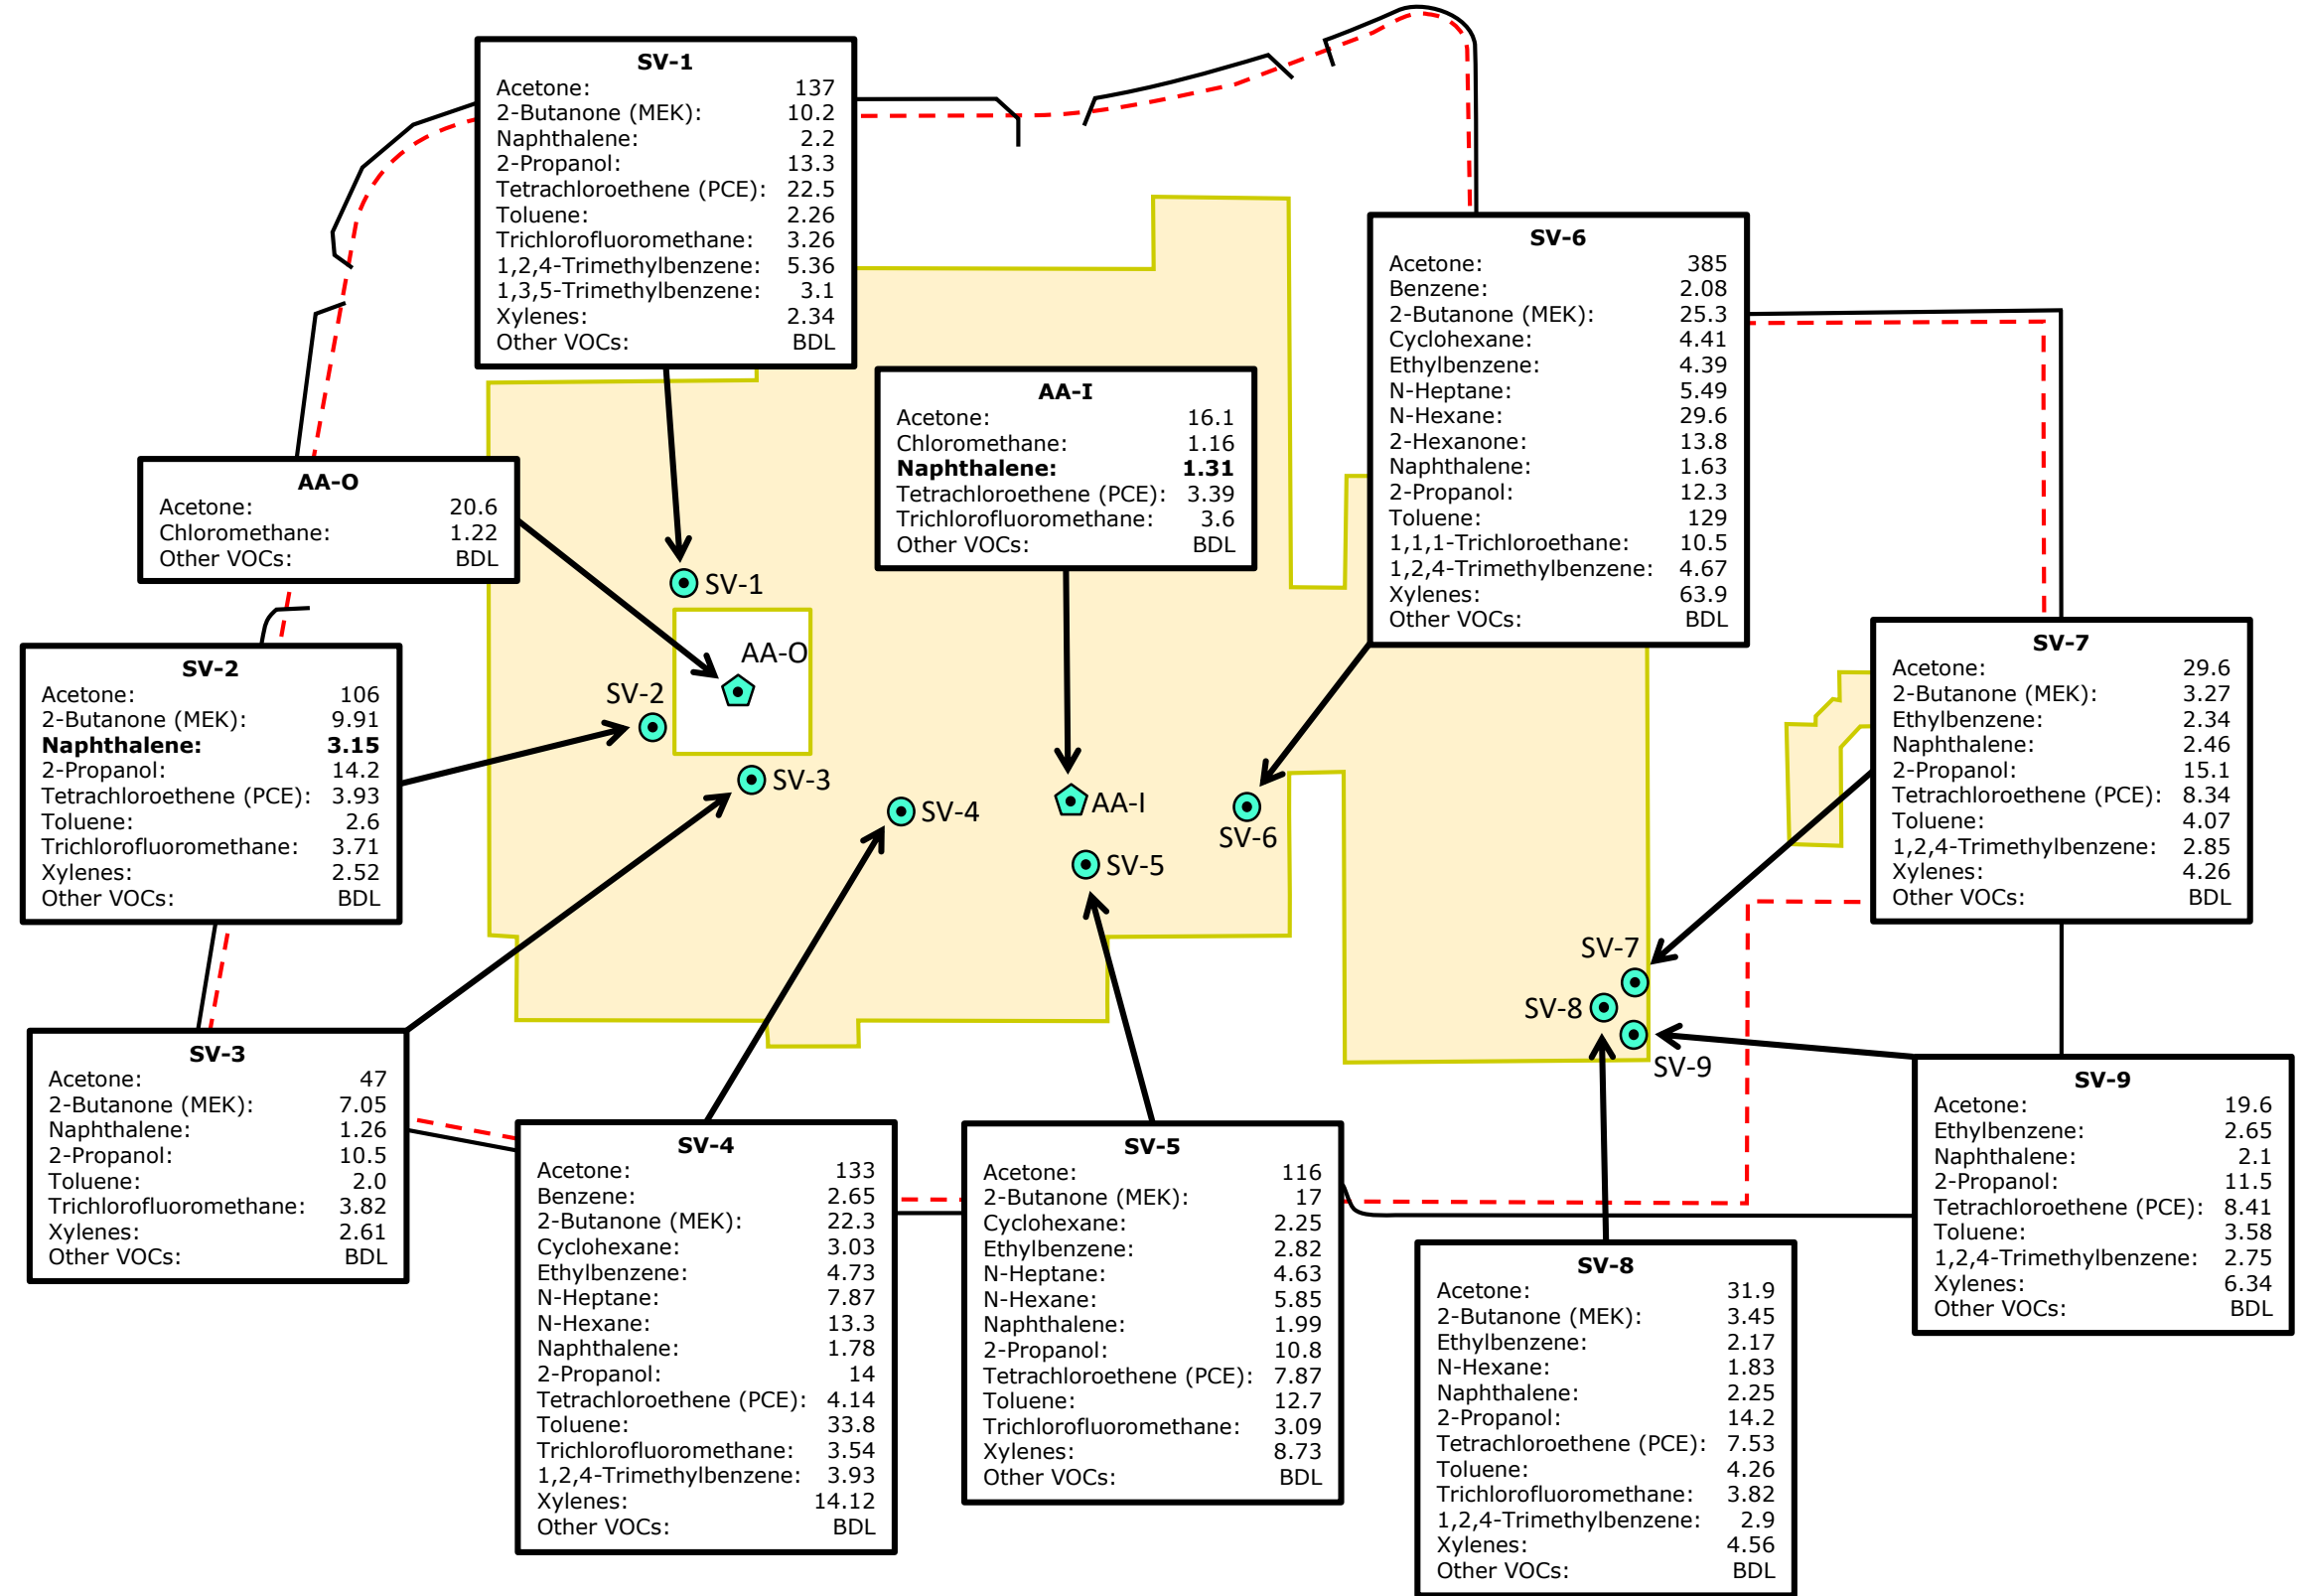 SV-1
Acetone: 137
2-Butanone (MEK): 10.2
Naphthalene: 2.2
2-Propanol: 13.3
Tetrachloroethene (PCE): 22.5
Toluene: 2.26
Trichlorofluoromethane: 3.26
1,2,4-Trimethylbenzene: 5.36
1,3,5-Trimethylbenzene: 3.1
Xylenes: 2.34
Other VOCs: BDL
SV-6
Acetone: 385
Benzene: 2.08
2-Butanone (MEK): 25.3
Cyclohexane: 4.41
Ethylbenzene: 4.39
N-Heptane: 5.49
N-Hexane: 29.6
2-Hexanone: 13.8
Naphthalene: 1.63
2-Propanol: 12.3
Toluene: 129
1,1,1-Trichloroethane: 10.5
1,2,4-Trimethylbenzene: 4.67
Xylenes: 63.9
Other VOCs: BDL
AA-I
Acetone: 16.1
Chloromethane: 1.16
Naphthalene: 1.31
Tetrachloroethene (PCE): 3.39
Trichlorofluoromethane: 3.6
Other VOCs: BDL
AA-O
Acetone: 20.6
Chloromethane: 1.22
Other VOCs: BDL
SV-1
AA-O
SV-2
SV-3
SV-4
AA-I
SV-5
SV-6
SV-2
Acetone: 106
2-Butanone (MEK): 9.91
Naphthalene: 3.15
2-Propanol: 14.2
Tetrachloroethene (PCE): 3.93
Toluene: 2.6
Trichlorofluoromethane: 3.71
Xylenes: 2.52
Other VOCs: BDL
SV-7
Acetone: 29.6
2-Butanone (MEK): 3.27
Ethylbenzene: 2.34
Naphthalene: 2.46
2-Propanol: 15.1
Tetrachloroethene (PCE): 8.34
Toluene: 4.07
1,2,4-Trimethylbenzene: 2.85
Xylenes: 4.26
Other VOCs: BDL
SV-7
SV-8
SV-9
SV-3
Acetone: 47
2-Butanone (MEK): 7.05
Naphthalene: 1.26
2-Propanol: 10.5
Toluene: 2.0
Trichlorofluoromethane: 3.82
Xylenes: 2.61
Other VOCs: BDL
SV-4
Acetone: 133
Benzene: 2.65
2-Butanone (MEK): 22.3
Cyclohexane: 3.03
Ethylbenzene: 4.73
N-Heptane: 7.87
N-Hexane: 13.3
Naphthalene: 1.78
2-Propanol: 14
Tetrachloroethene (PCE): 4.14
Toluene: 33.8
Trichlorofluoromethane: 3.54
1,2,4-Trimethylbenzene: 3.93
Xylenes: 14.12
Other VOCs: BDL
SV-5
Acetone: 116
2-Butanone (MEK): 17
Cyclohexane: 2.25
Ethylbenzene: 2.82
N-Heptane: 4.63
N-Hexane: 5.85
Naphthalene: 1.99
2-Propanol: 10.8
Tetrachloroethene (PCE): 7.87
Toluene: 12.7
Trichlorofluoromethane: 3.09
Xylenes: 8.73
Other VOCs: BDL
SV-8
Acetone: 31.9
2-Butanone (MEK): 3.45
Ethylbenzene: 2.17
N-Hexane: 1.83
Naphthalene: 2.25
2-Propanol: 14.2
Tetrachloroethene (PCE): 7.53
Toluene: 4.26
Trichlorofluoromethane: 3.82
1,2,4-Trimethylbenzene: 2.9
Xylenes: 4.56
Other VOCs: BDL
SV-9
Acetone: 19.6
Ethylbenzene: 2.65
Naphthalene: 2.1
2-Propanol: 11.5
Tetrachloroethene (PCE): 8.41
Toluene: 3.58
1,2,4-Trimethylbenzene: 2.75
Xylenes: 6.34
Other VOCs: BDL